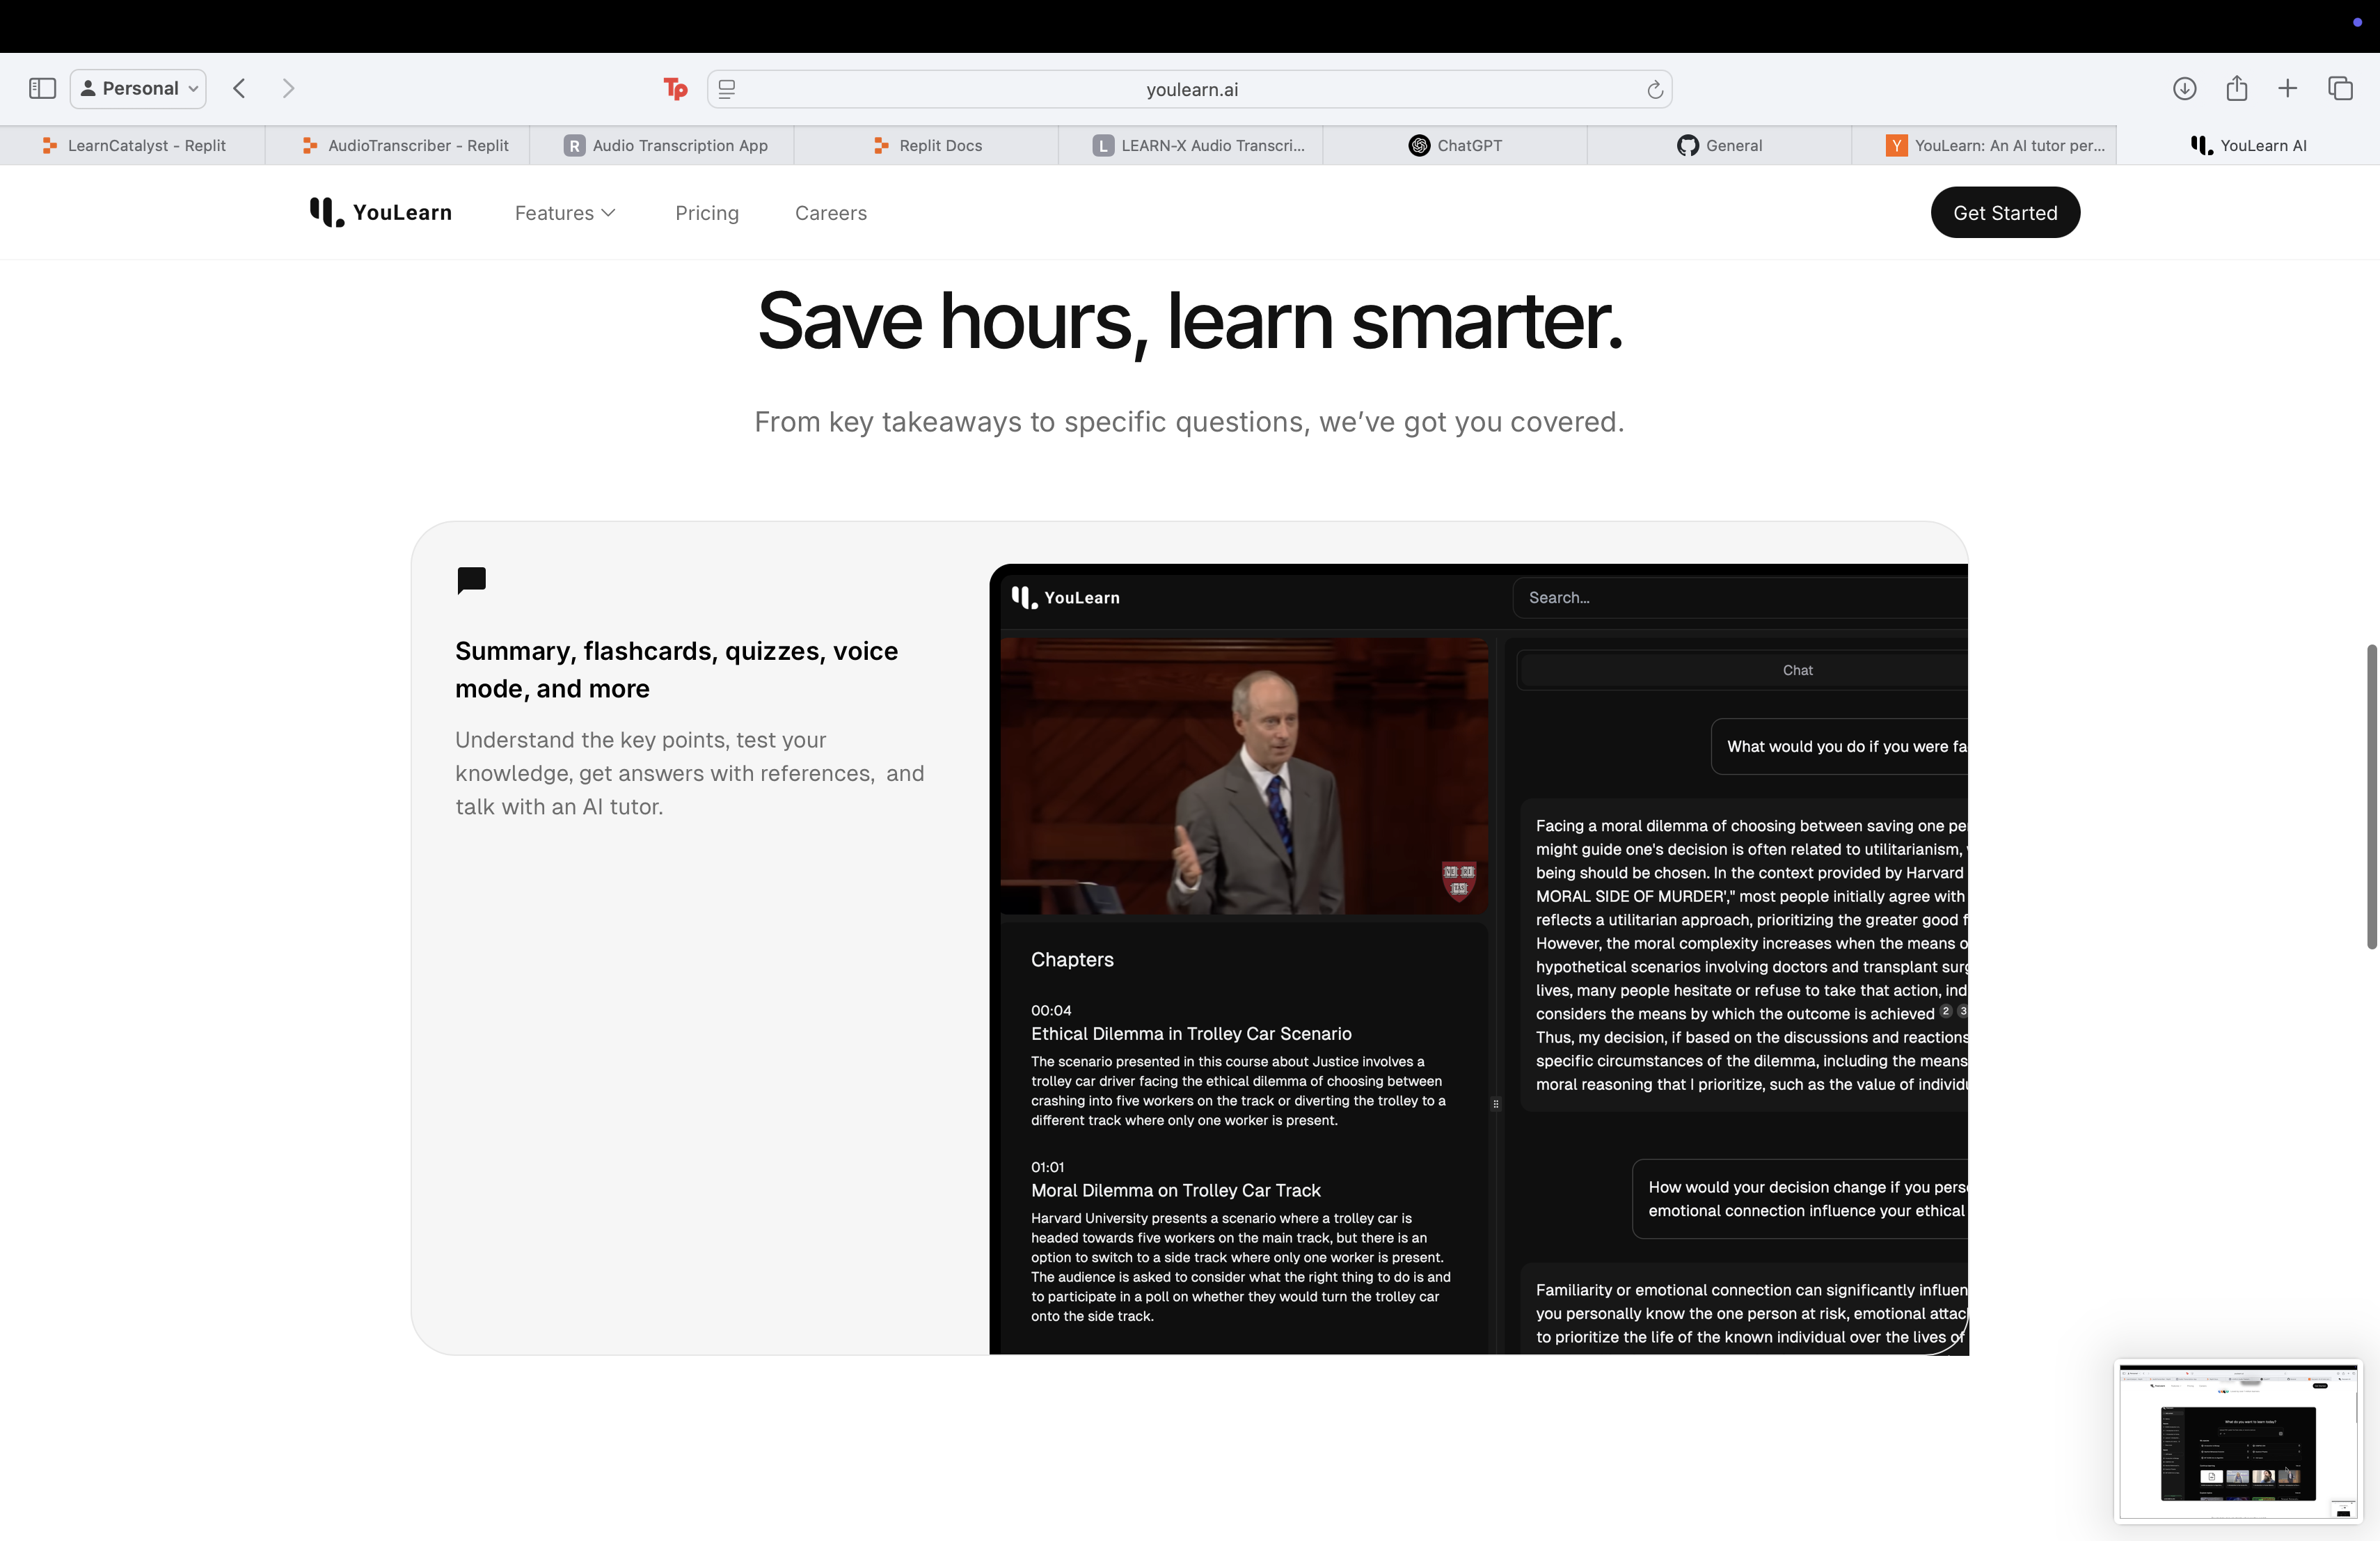 Personal
youlearn.ai
LearnCatalyst - Replit
AudioTranscriber - Replit
R Audio Transcription App
Replit Docs
L LEARN-X Audio Transcri...
ChatGPT
General
Y YouLearn: An AI tutor per...
YouLearn AI
YouLearn
Features
Pricing
Careers
Get Started
Save hours, learn smarter.
From key takeaways to specific questions, we’ve got you covered.
Summary, flashcards, quizzes, voice
mode, and more
Understand the key points, test your
knowledge, get answers with references, and
talk with an AI tutor.
YouLearn
Search...
VE RI
TAS
Chapters
00:04
Ethical Dilemma in Trolley Car Scenario
The scenario presented in this course about Justice involves a
trolley car driver facing the ethical dilemma of choosing between
crashing into five workers on the track or diverting the trolley to a
different track where only one worker is present.
01:01
Moral Dilemma on Trolley Car Track
Harvard University presents a scenario where a trolley car is
headed towards five workers on the main track, but there is an
option to switch to a side track where only one worker is present.
The audience is asked to consider what the right thing to do is and
to participate in a poll on whether they would turn the trolley car
onto the side track.
Chat
What would you do if you were fa
Facing a moral dilemma of choosing between saving one pe
might guide one's decision is often related to utilitarianism,
being should be chosen. In the context provided by Harvard
MORAL SIDE OF MURDER'," most people initially agree with
reflects a utilitarian approach, prioritizing the greater good f
However, the moral complexity increases when the means o
hypothetical scenarios involving doctors and transplant surg
lives, many people hesitate or refuse to take that action, ind
considers the means by which the outcome is achieved 2 3
Thus, my decision, if based on the discussions and reactions
specific circumstances of the dilemma, including the means
moral reasoning that I prioritize, such as the value of individu
How would your decision change if you perso
emotional connection influence your ethical
Familiarity or emotional connection can significantly influen
you personally know the one person at risk, emotional attac
to prioritize the life of the known individual over the lives of
What do you want to learn today?